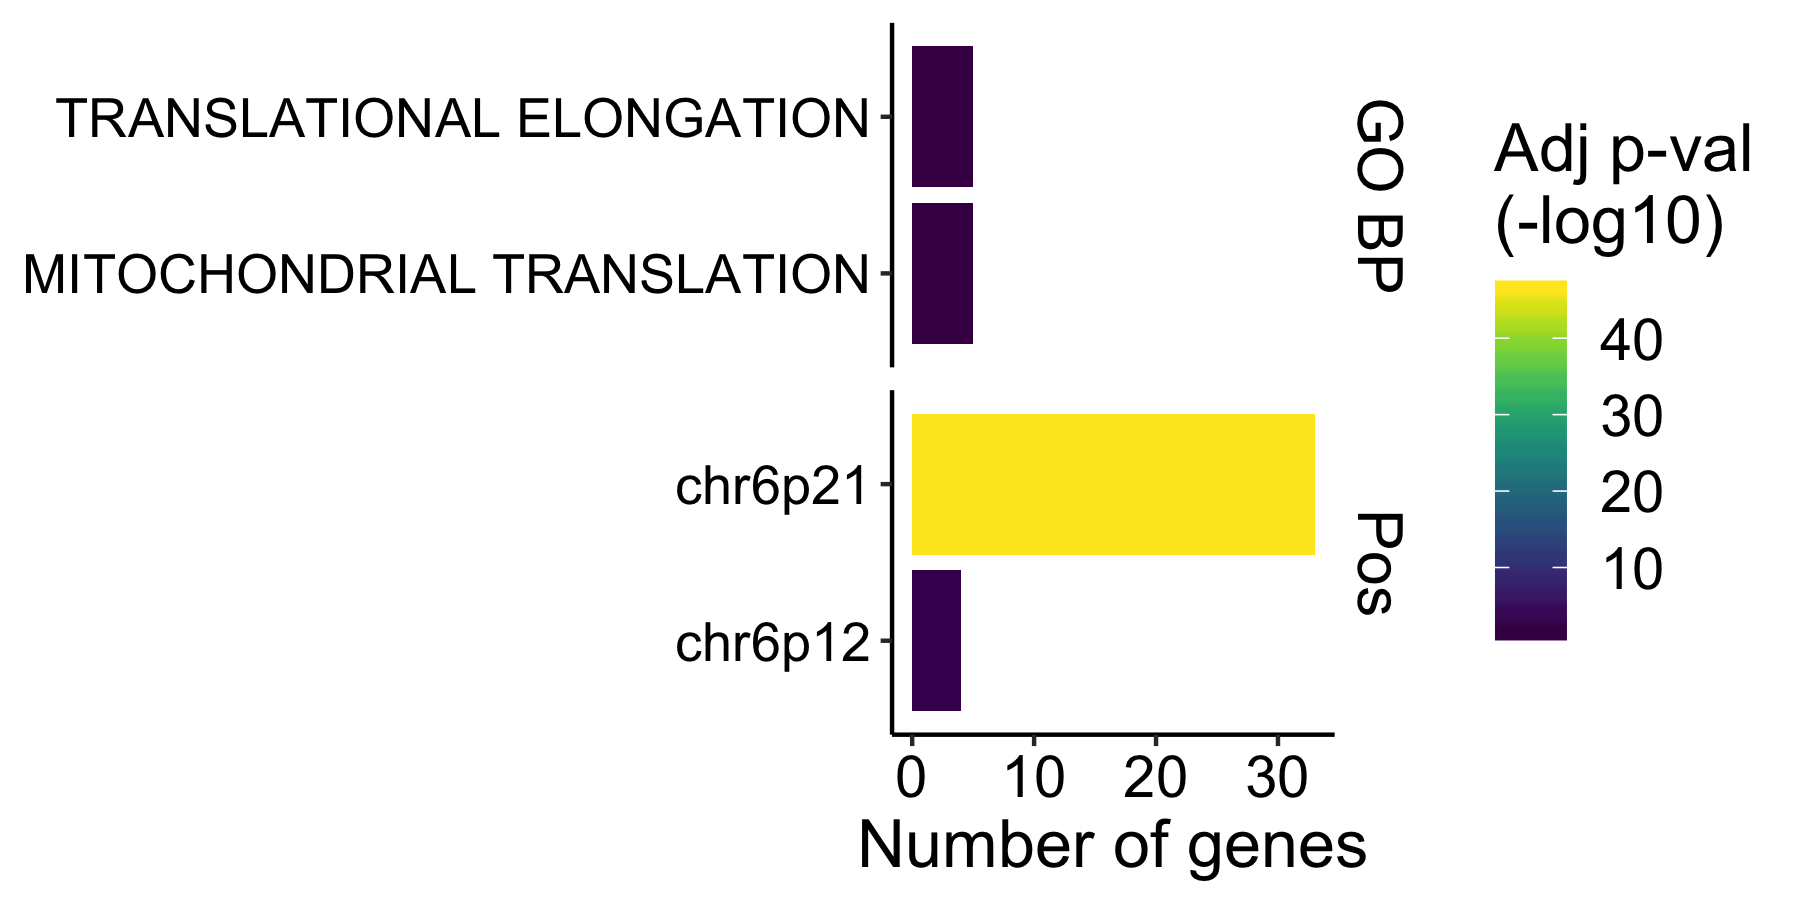 TRANSLATIONAL ELONGATION
MITOCHONDRIAL TRANSLATION
GO BP
chr6p21
chr6p12
Pos
0 10 20 30
Number of genes
Adj p-val
(-log10)
40
30
20
10